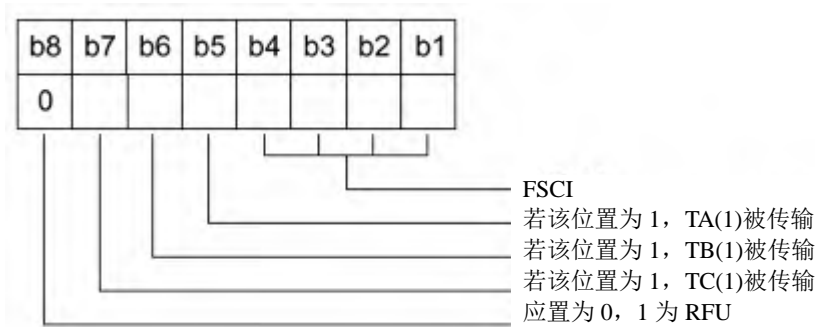 b8 b7 b6 b5 b4 b3 b2 b1
0
FSCI
若该位置为 1，TA(1)被传输
若该位置为 1，TB(1)被传输
若该位置为 1，TC(1)被传输
应置为 0，1 为 RFU